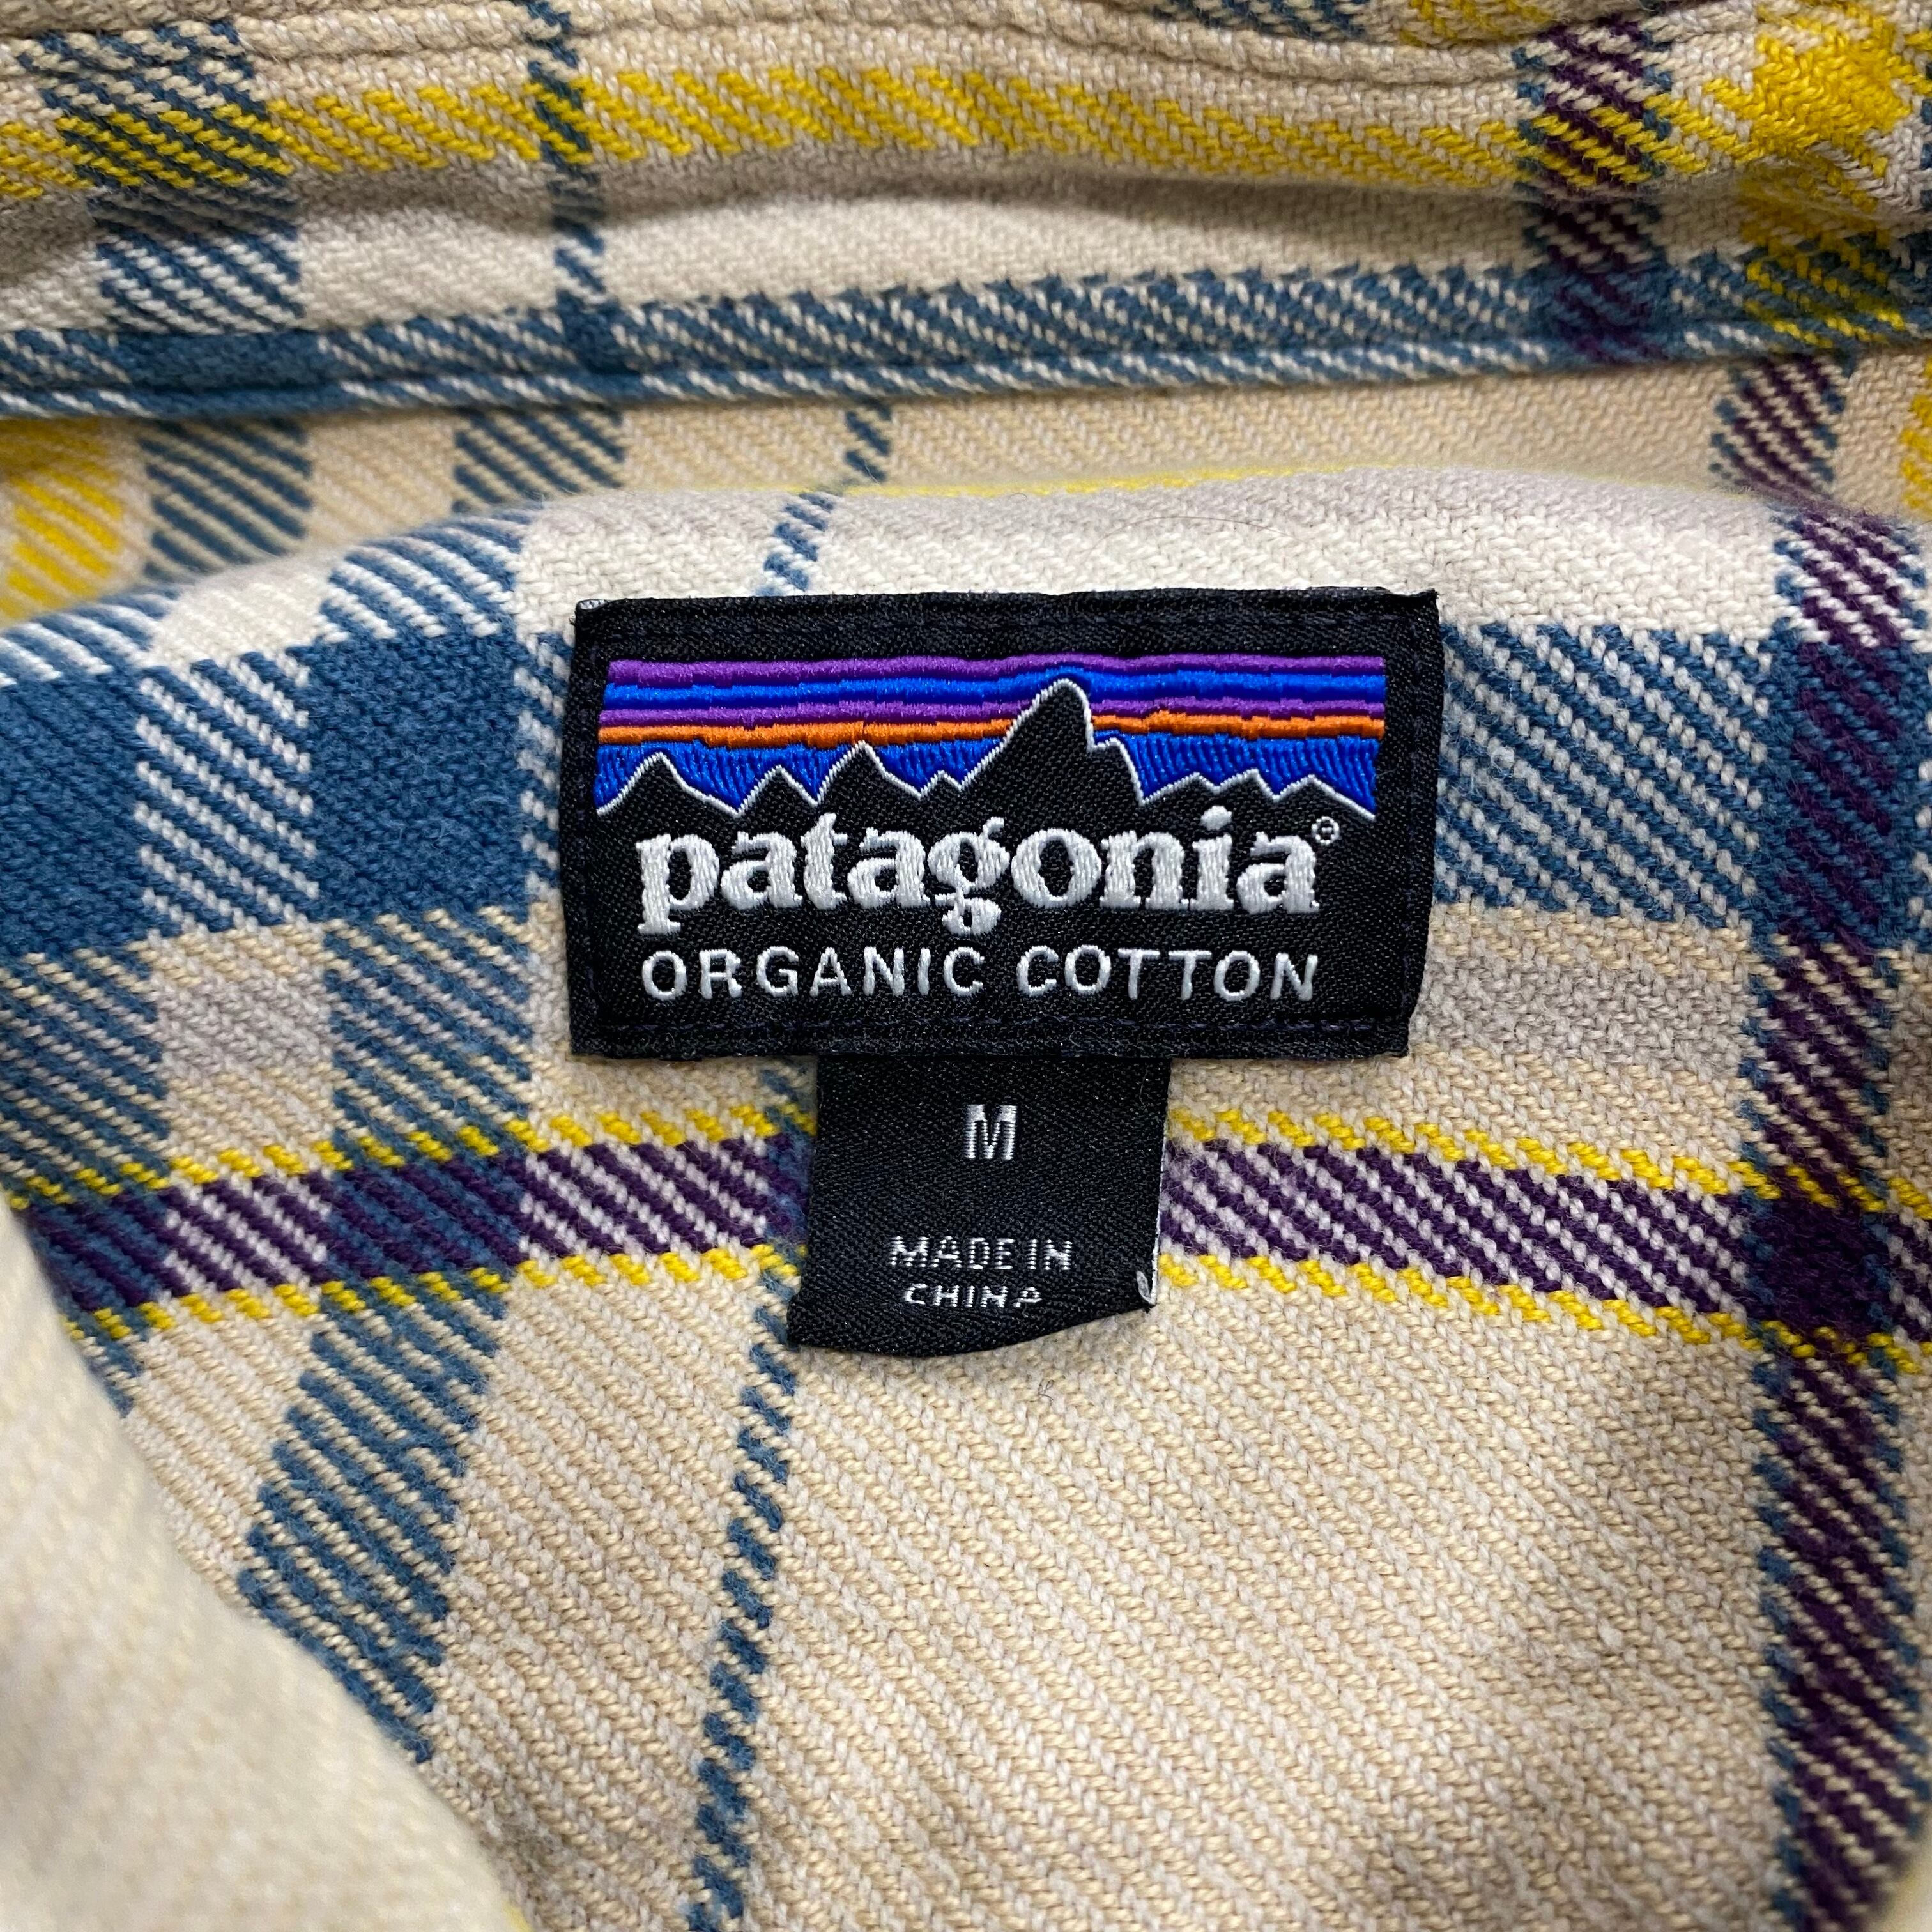 patagonia®
ORGANIC COTTON
M
MADE IN
CHINA